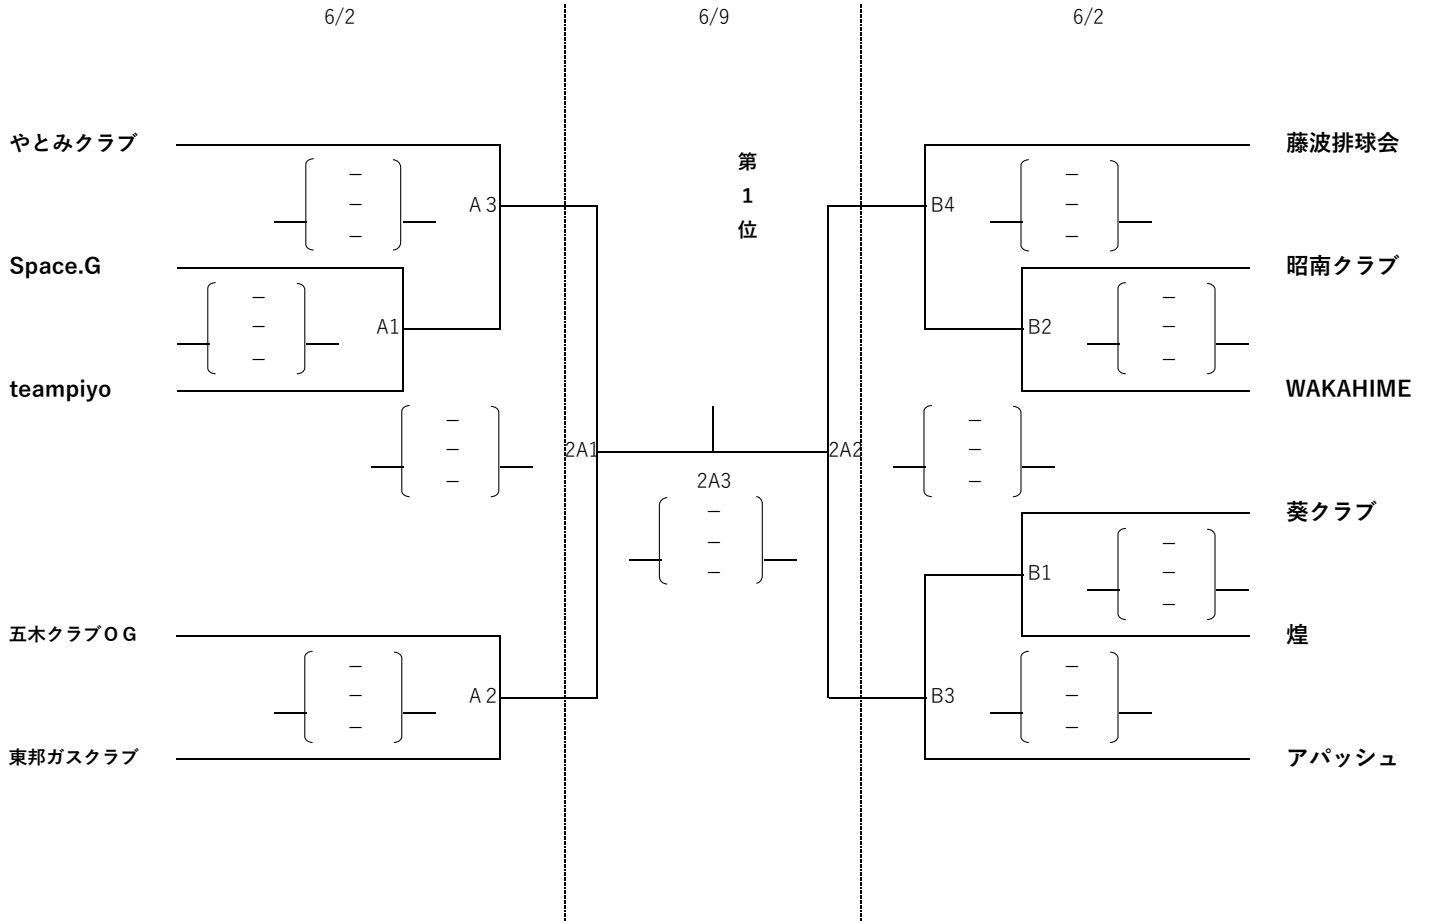 6/2
6/9
6/2
やとみクラブ
藤波排球会
第
1
位
A３
B4
Space.G
昭南クラブ
A1
B2
teampiyo
WAKAHIME
2A1
2A2
2A3
葵クラブ
B1
五木クラブＯＧ
煌
A２
B3
東邦ガスクラブ
アパッシュ